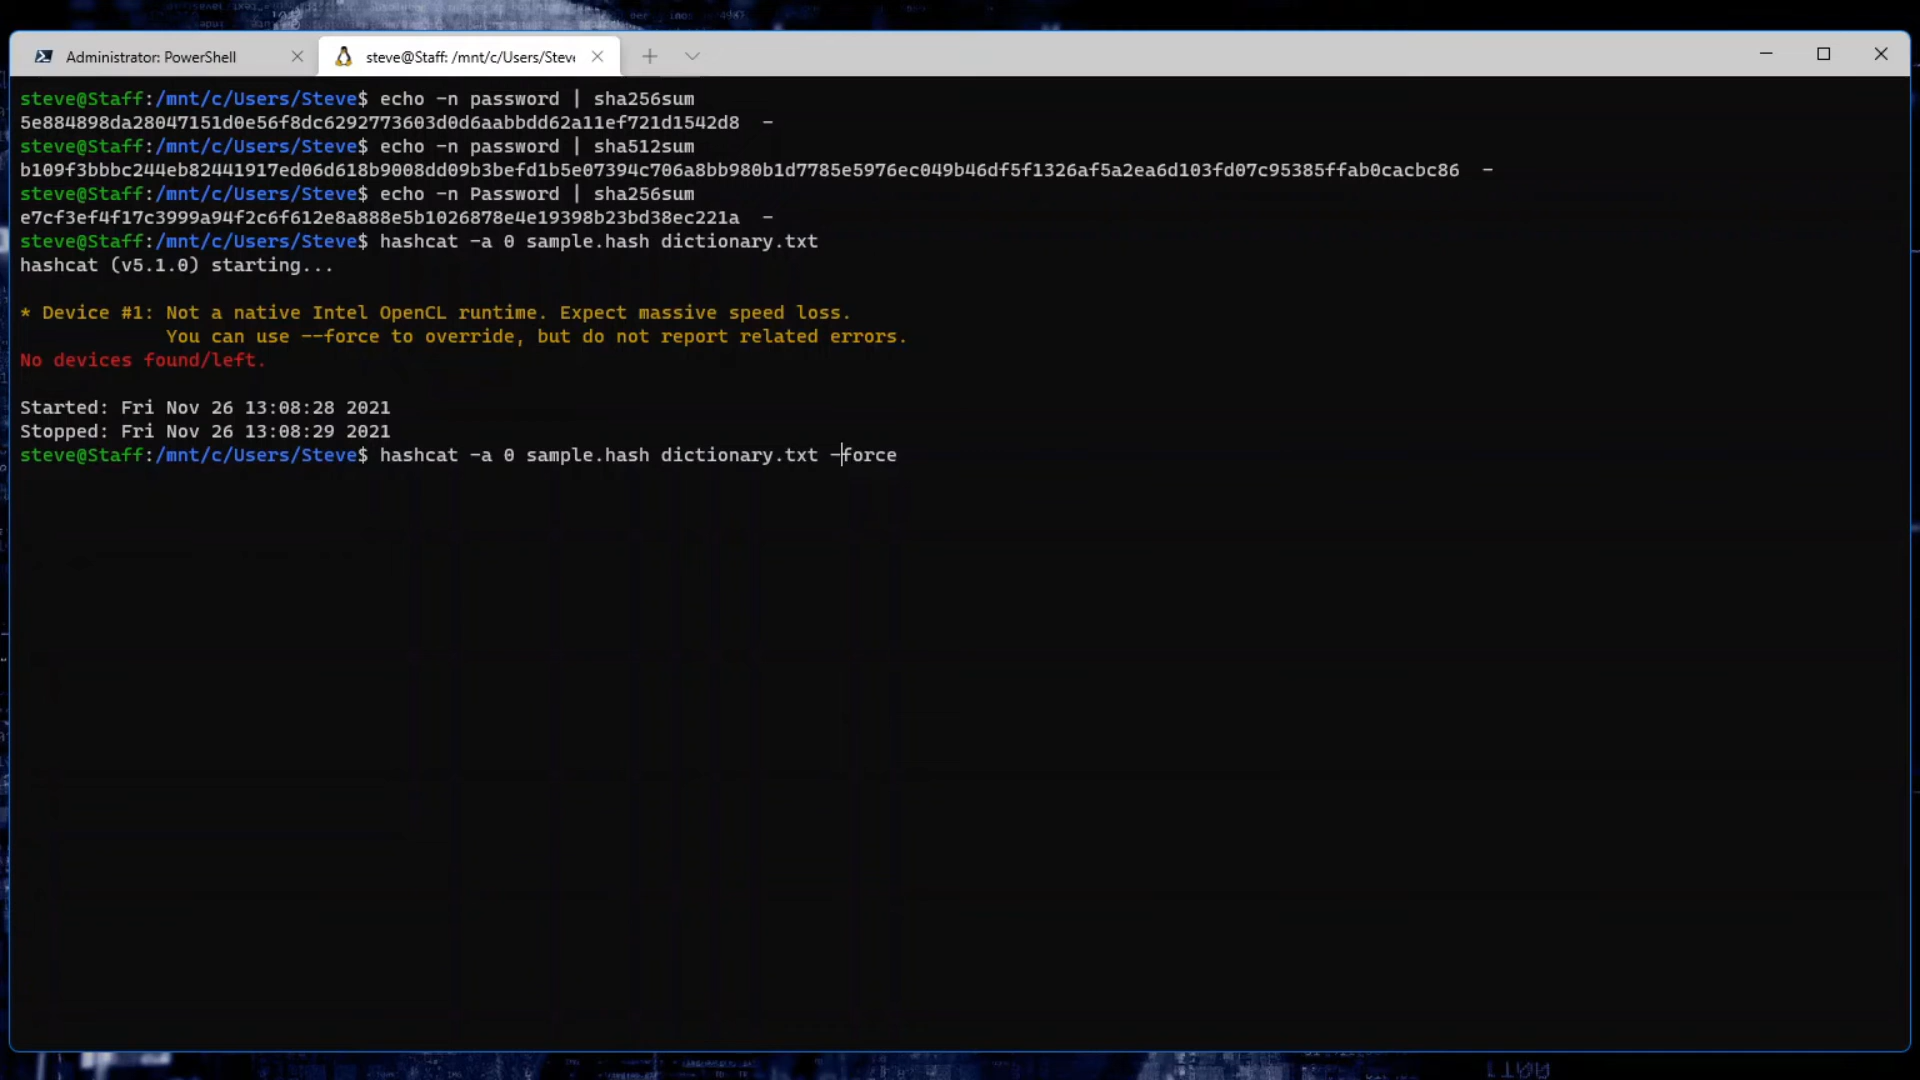 Administrator: PowerShell
steve@Staff: /mnt/c/Users/Steve
steve@Staff:/mnt/c/Users/Steve$ echo -n password | sha256sum
5e884898da28047151d0e56f8dc6292773603d0d6aabbdd62a11ef721d1542d8  -
steve@Staff:/mnt/c/Users/Steve$ echo -n password | sha512sum
b109f3bbbc244eb82441917ed06d618b9008dd09b3befd1b5e07394c706a8bb980b1d7785e5976ec049b46df5f1326af5a2ea6d103fd07c95385ffab0cacbc86  -
steve@Staff:/mnt/c/Users/Steve$ echo -n Password | sha256sum
e7cf3ef4f17c3999a94f2c6f612e8a888e5b1026878e4e19398b23bd38ec221a  -
steve@Staff:/mnt/c/Users/Steve$ hashcat -a 0 sample.hash dictionary.txt
hashcat (v5.1.0) starting...
* Device #1: Not a native Intel OpenCL runtime. Expect massive speed loss.
You can use --force to override, but do not report related errors.
No devices found/left.
Started: Fri Nov 26 13:08:28 2021
Stopped: Fri Nov 26 13:08:29 2021
steve@Staff:/mnt/c/Users/Steve$ hashcat -a 0 sample.hash dictionary.txt -force